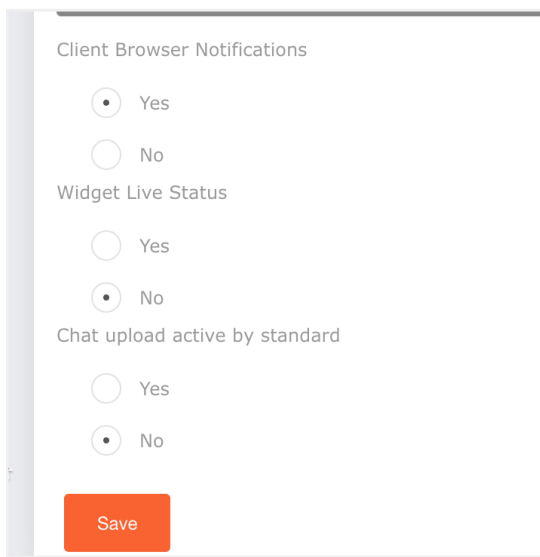 Client Browser Notifications
Yes
No
Widget Live Status
Yes
No
Chat upload active by standard
Yes
No
Save